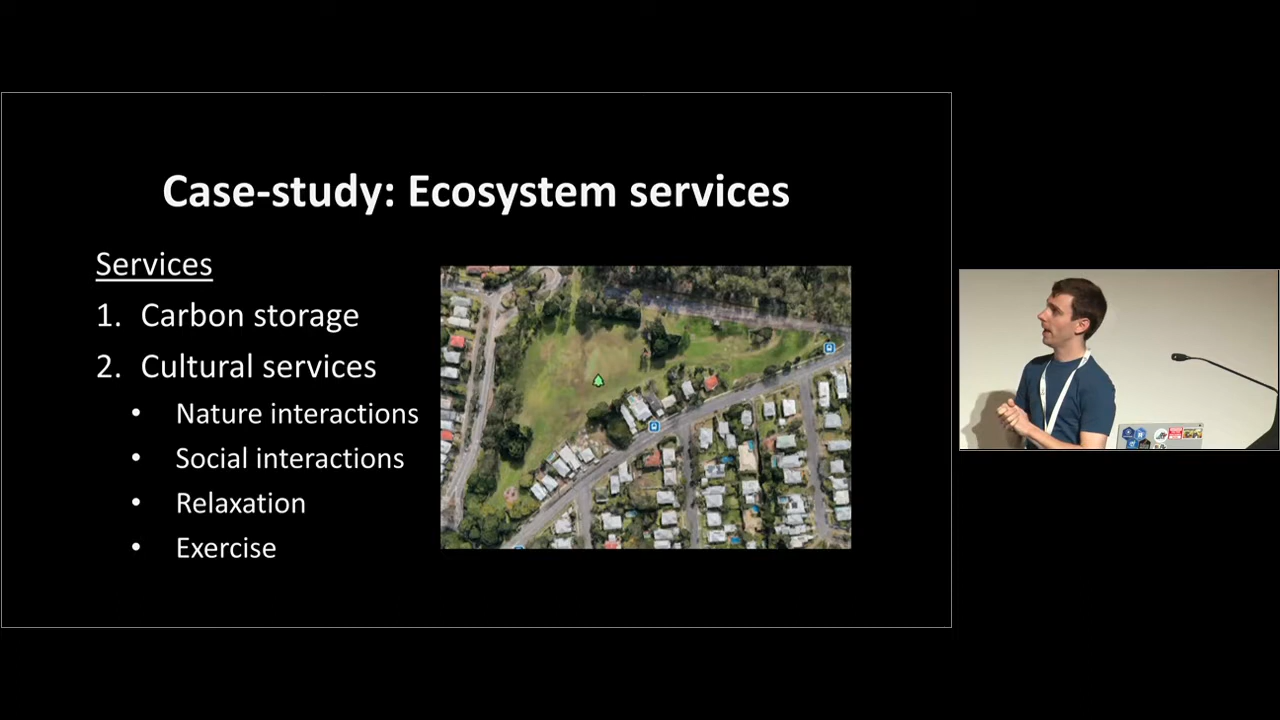 Case-study: Ecosystem services
Services
1. Carbon storage
2. Cultural services
• Nature interactions
• Social interactions
• Relaxation
• Exercise